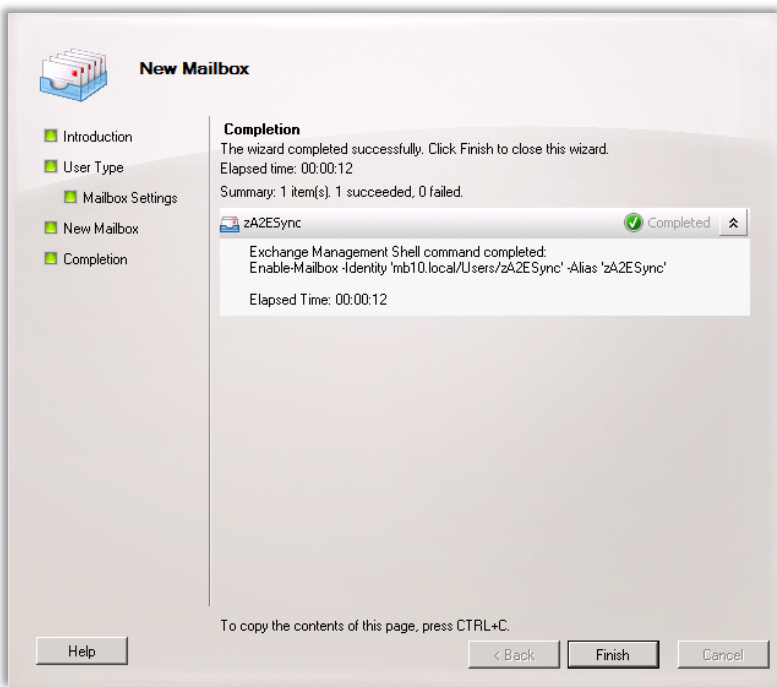 New Mailbox
Introduction
User Type
Mailbox Settings
New Mailbox
Completion
Completion
The wizard completed successfully. Click Finish to close this wizard.
Elapsed time: 00:00:12
Summary: 1 item(s). 1 succeeded, 0 failed.
zA2ESync
Completed
Exchange Management Shell command completed:
Enable-Mailbox -Identity 'mb10.local/Users/zA2ESync' -Alias 'zA2ESync'
Elapsed Time: 00:00:12
To copy the contents of this page, press CTRL+C.
Help
< Back
Finish
Cancel